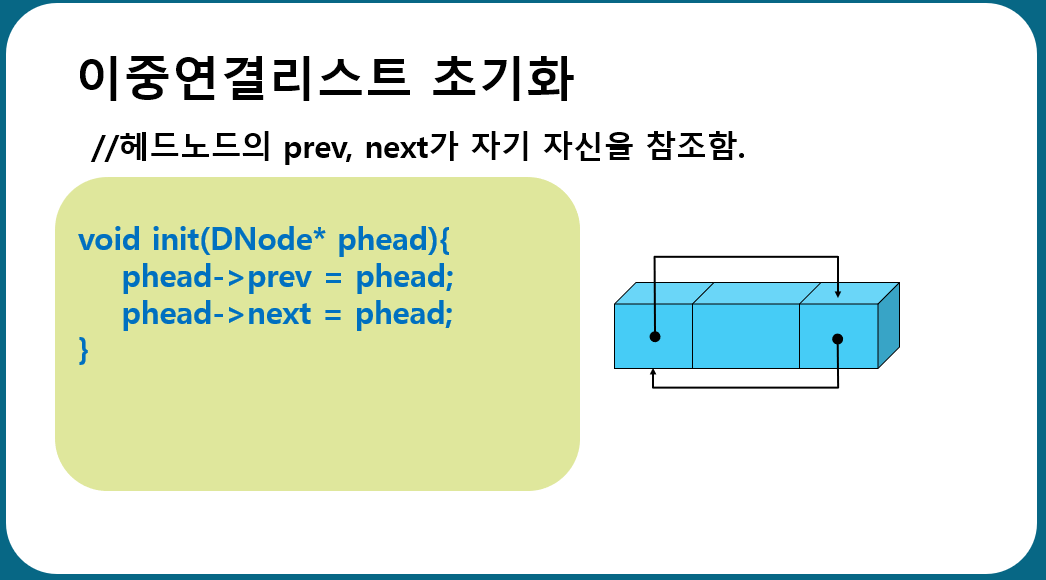 이중연결리스트 초기화
//헤드노드의 prev, next가 자기 자신을 참조함.
void init(DNode* phead){
phead->prev = phead;
phead->next = phead;
}